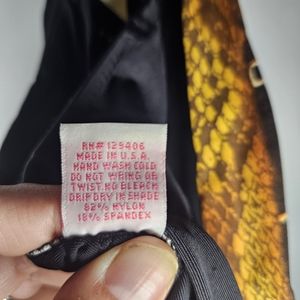 RN# 129406
MADE IN U.S.A.
HAND WASH COLD
DO NOT WRING OR
TWIST.NO BLEACH
DRIP DRY IN SHADE
82% NYLON
18% SPANDEX